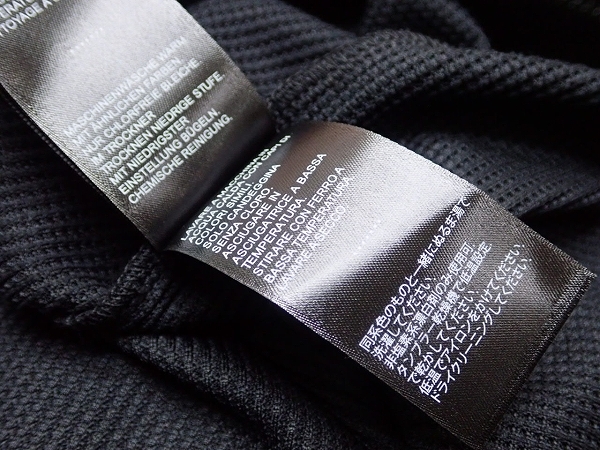 MASCHINENWÄSCHE WARM
MIT ÄHNLICHEN FARBEN.
NUR CHLORFREIE BLEICHE.
IM TROCKNER
TROCKNEN NIEDRIGE STUFE.
MIT NIEDRIGSTER
EINSTELLUNG BÜGELN.
CHEMISCHE REINIGUNG.
COLORI SIMILI
SOLO CANDEGGINA
SENZA CLORO.
ASCIUGARE IN
ASCIUGATRICE A BASSA
TEMPERATURA
STIRARE CON FERRO A
BASSA TEMPERATURA
LAVARE A SECCO
同系色のものと一緒にぬるま湯で
洗濯してください。
非塩素系漂白剤のみ使用可。
タンブラー乾燥機で低温設定
で乾かしてください。
低温でアイロンをかけてください。
ドライクリーニングしてください。